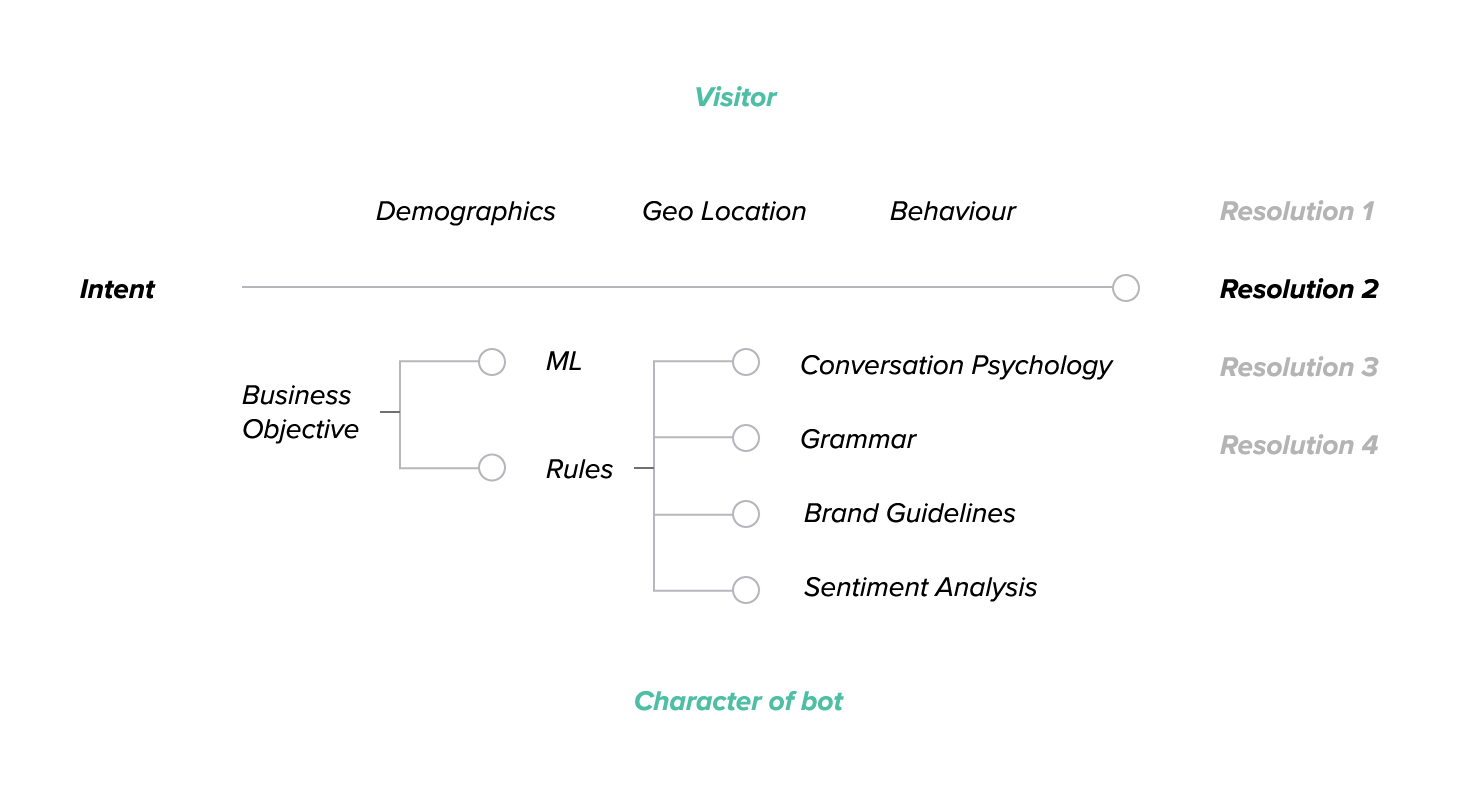 Visitor
Demographics
Geo Location
Behaviour
Resolution 1
Intent
Resolution 2
ML
Conversation Psychology
Resolution 3
Business
Objective
Grammar
Resolution 4
Rules
Brand Guidelines
Sentiment Analysis
Character of bot